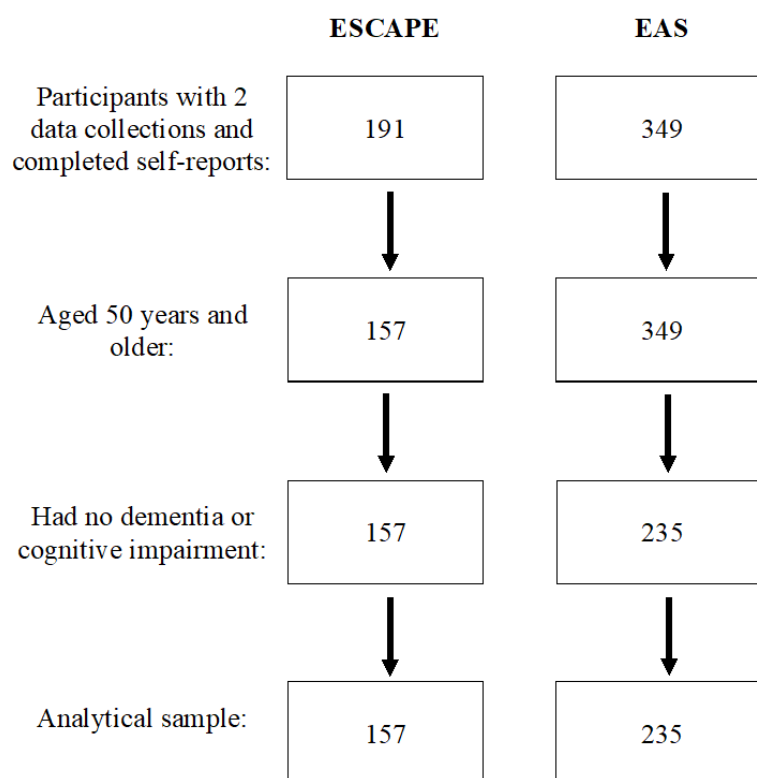 ESCAPE EAS
Participants with 2
data collections and
completed self-reports:
191 349
Aged 50 years and
older:
157 349
Had no dementia or
cognitive impairment:
157 235
Analytical sample:
157 235